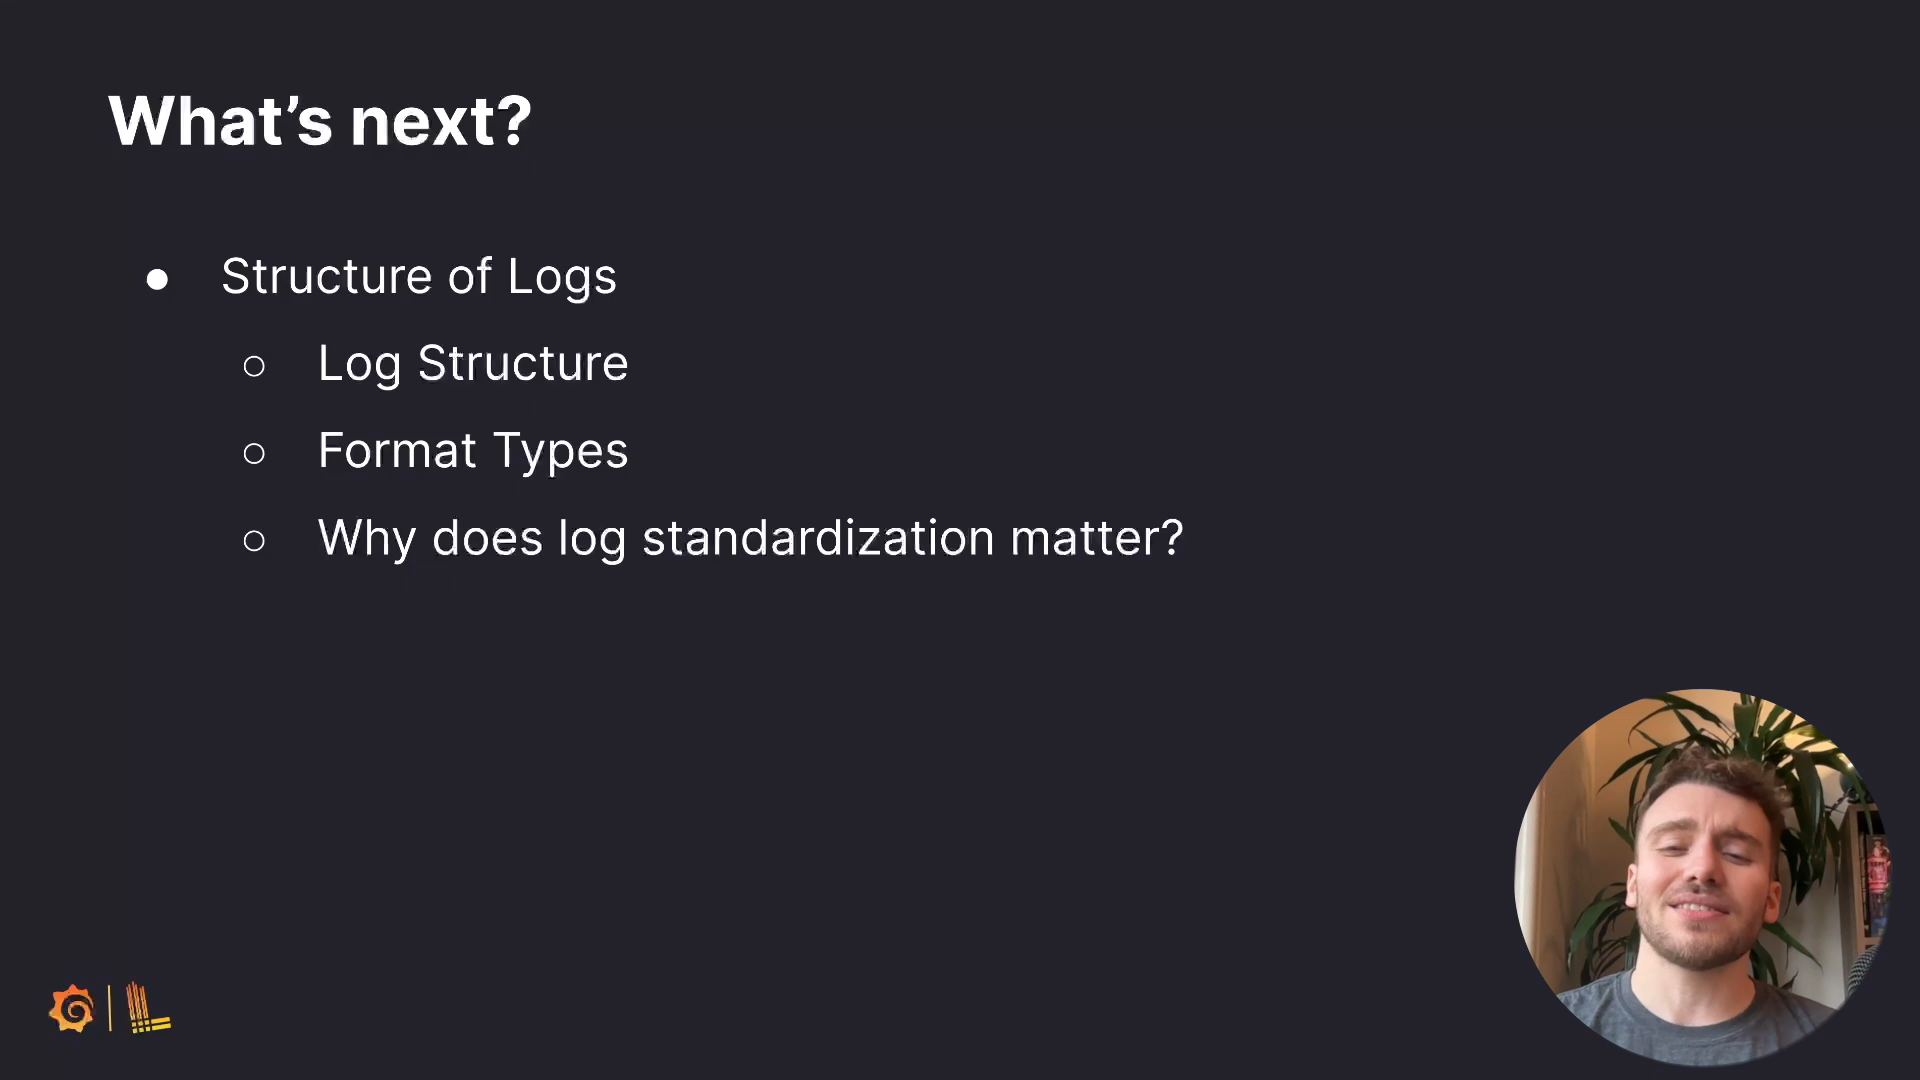 What’s next?
● Structure of Logs
○ Log Structure
○ Format Types
○ Why does log standardization matter?